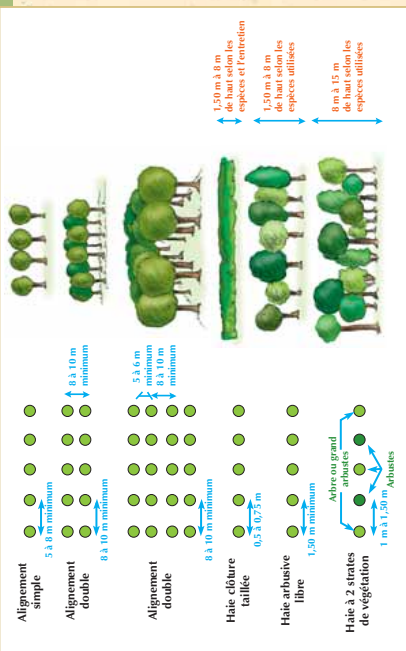 Alignement
simple
5 à 8 m minimum
Alignement
double
8 à 10 m minimum
8 à 10 m
minimum
Alignement
double
8 à 10 m minimum
5 à 6 m
minimum
8 à 10 m
minimum
Haie clôture
taillée
0,5 à 0,75 m
1,50 m à 8 m
de haut selon les
espèces et l'entretien
Haie arbusive
libre
1,50 m minimum
1,50 m à 8 m
de haut selon les
espèces utilisées
Haie à 2 strates
de végétation
1 m à 1,50 m
Arbre ou grand
arbustes
Arbustes
8 m à 15 m
de haut selon les
espèces utilisées